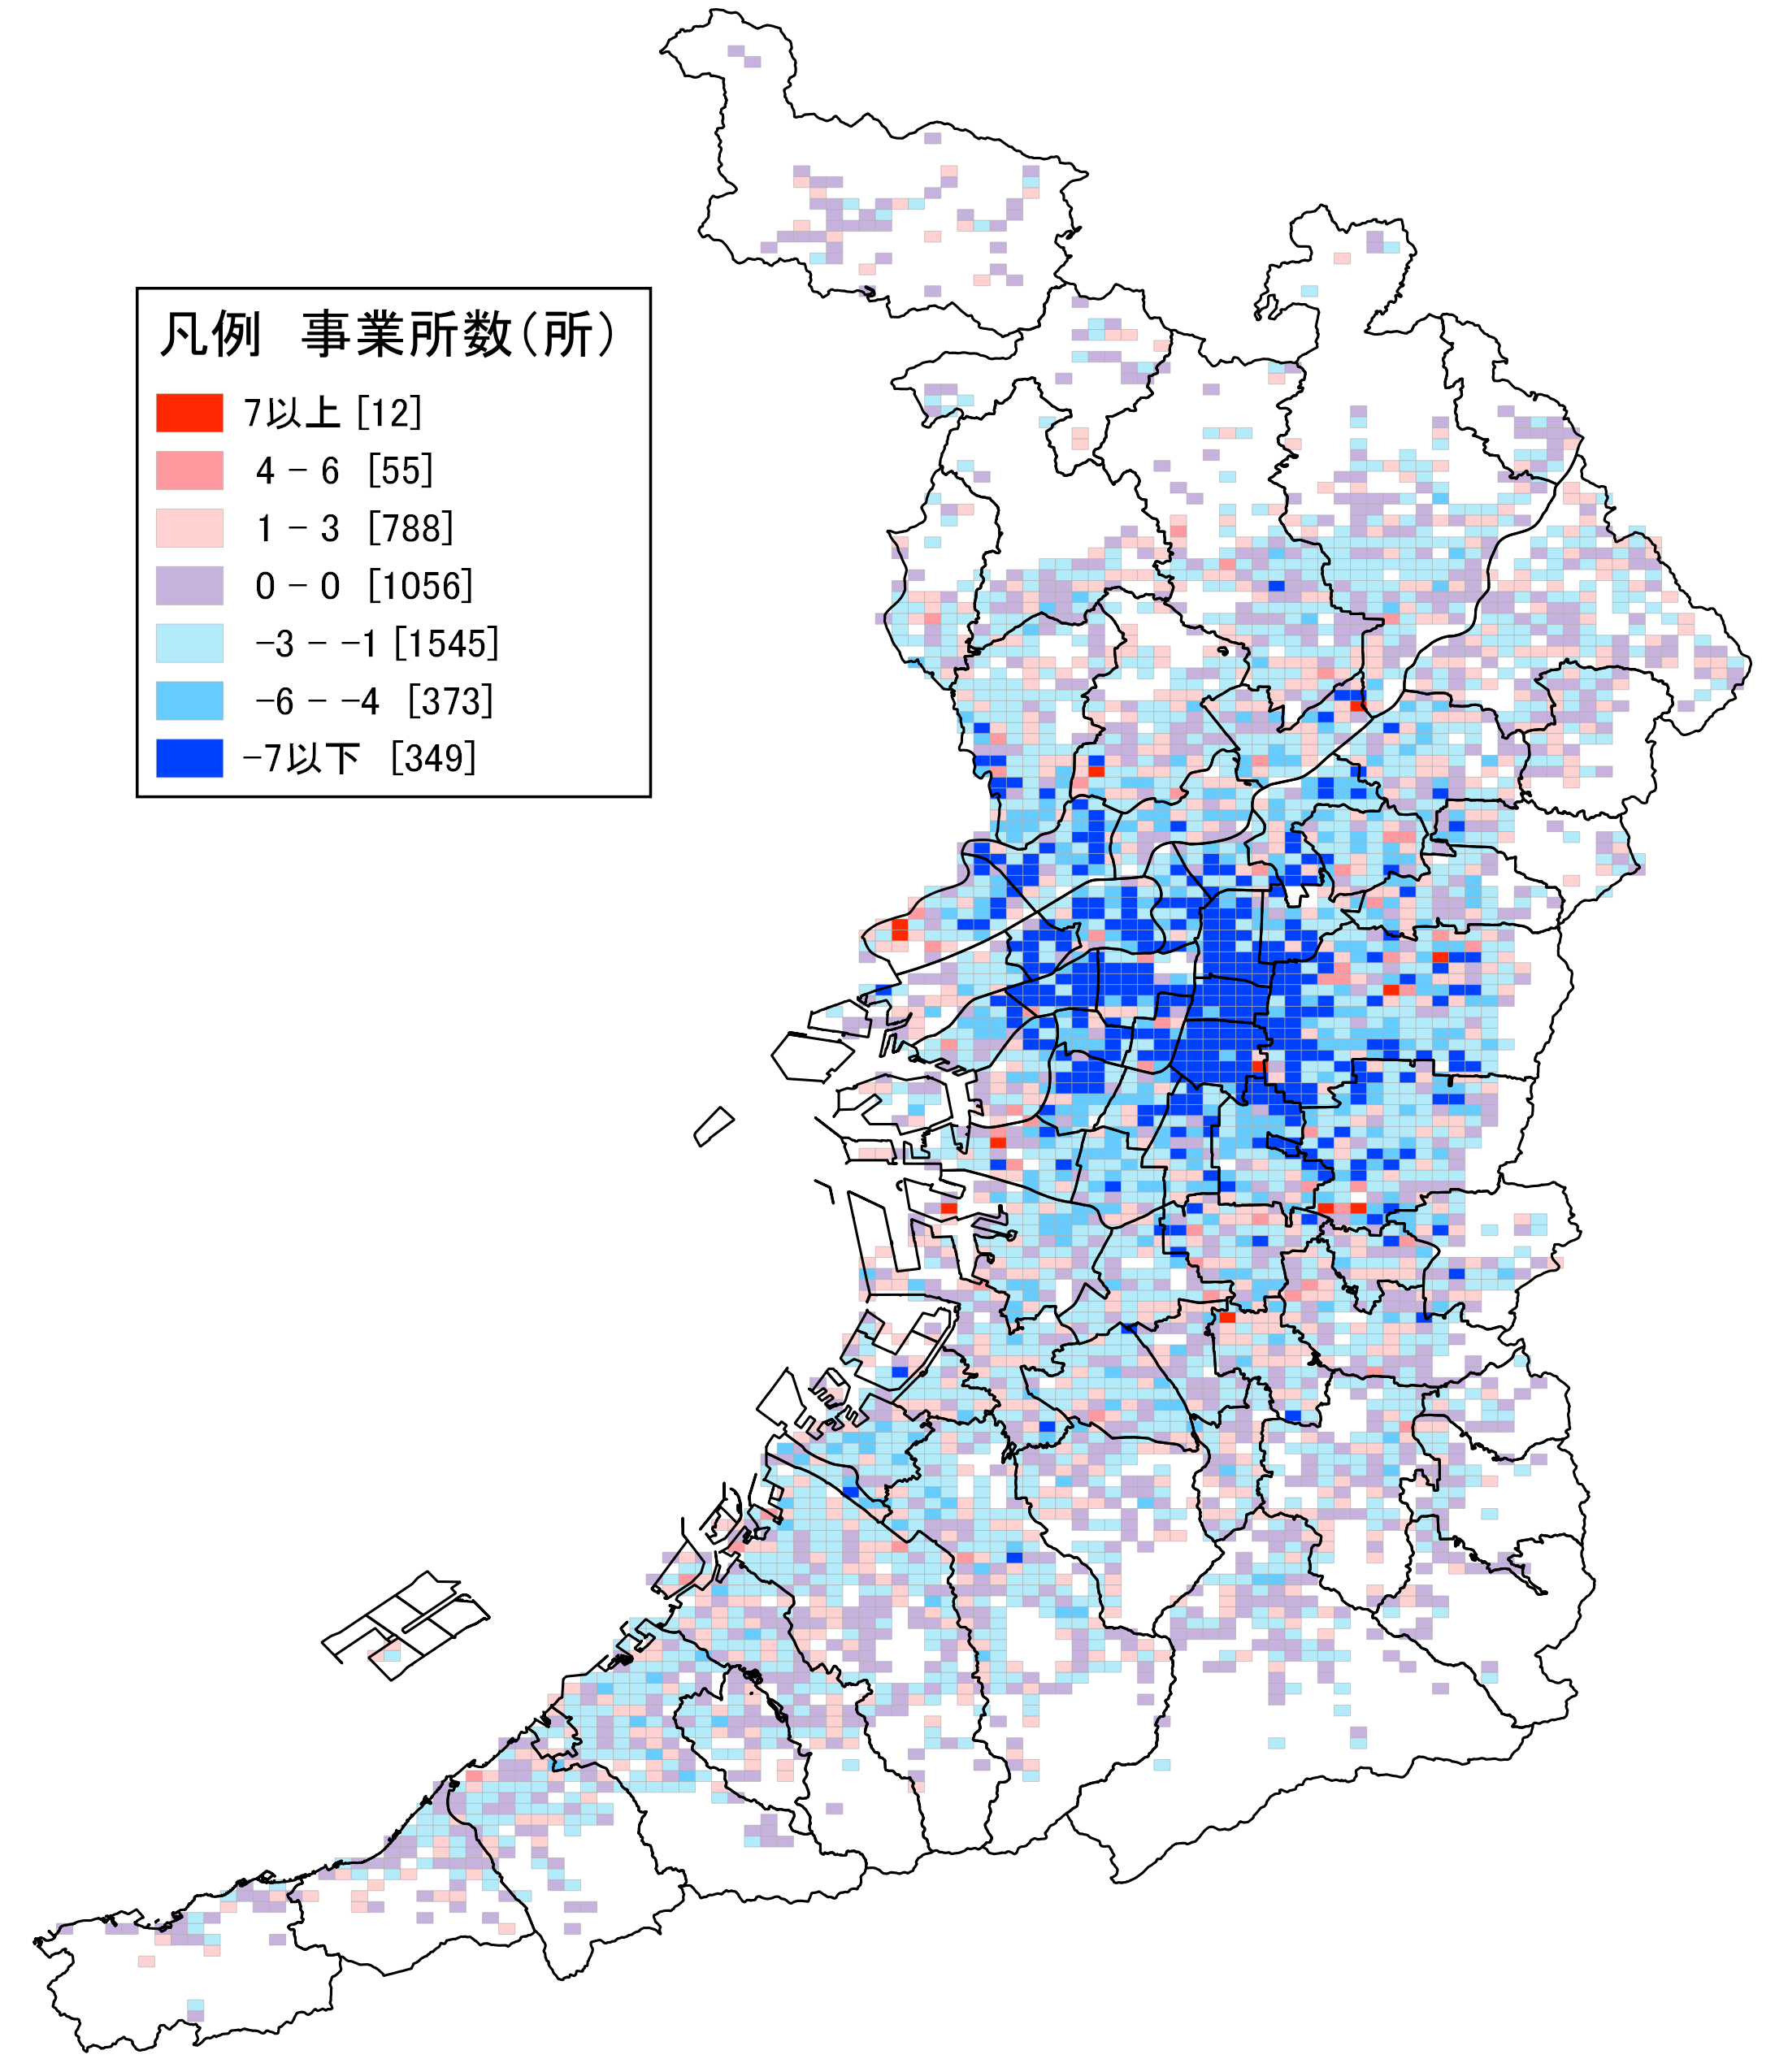 凡例 事業所数(所)
7以上 [12]
4 - 6 [55]
1 - 3 [788]
0 - 0 [1056]
-3 - -1 [1545]
-6 - -4 [373]
-7以下 [349]